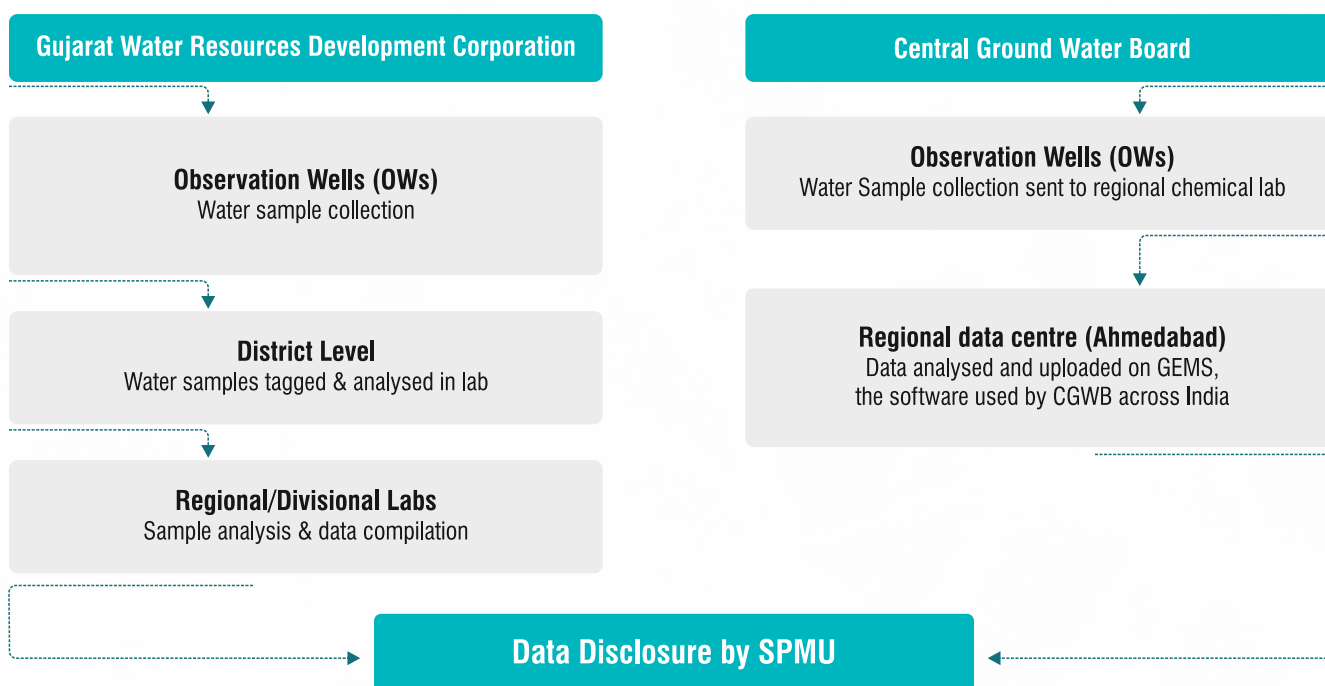 Gujarat Water Resources Development Corporation
Observation Wells (OWs)
Water sample collection
District Level
Water samples tagged & analysed in lab
Regional/Divisional Labs
Sample analysis & data compilation
Central Ground Water Board
Observation Wells (OWs)
Water Sample collection sent to regional chemical lab
Regional data centre (Ahmedabad)
Data analysed and uploaded on GEMS,
the software used by CGWB across India
Data Disclosure by SPMU